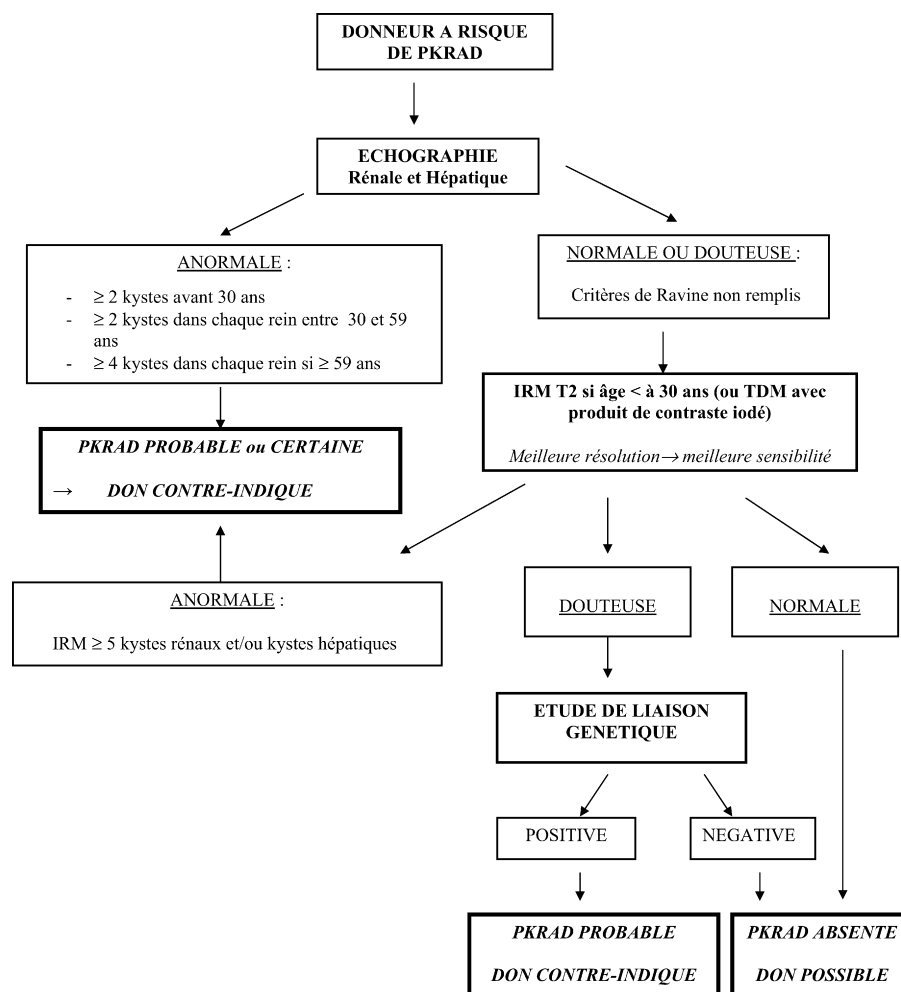 DONNEUR A RISQUE
DE PKRAD
ECHOGRAPHIE
Rénale et Hépatique
ANORMALE :
- ≥ 2 kystes avant 30 ans
- ≥ 2 kystes dans chaque rein entre 30 et 59
ans
- ≥ 4 kystes dans chaque rein si ≥ 59 ans
NORMALE OU DOUTEUSE :
Critères de Ravine non remplis
PKRAD PROBABLE ou CERTAINE
→ DON CONTRE-INDIQUE
IRM T2 si âge < à 30 ans (ou TDM avec
produit de contraste iodé)
Meilleure résolution→ meilleure sensibilité
ANORMALE :
IRM ≥ 5 kystes rénaux et/ou kystes hépatiques
DOUTEUSE
NORMALE
ETUDE DE LIAISON
GENETIQUE
POSITIVE
NEGATIVE
PKRAD PROBABLE
DON CONTRE-INDIQUE
PKRAD ABSENTE
DON POSSIBLE